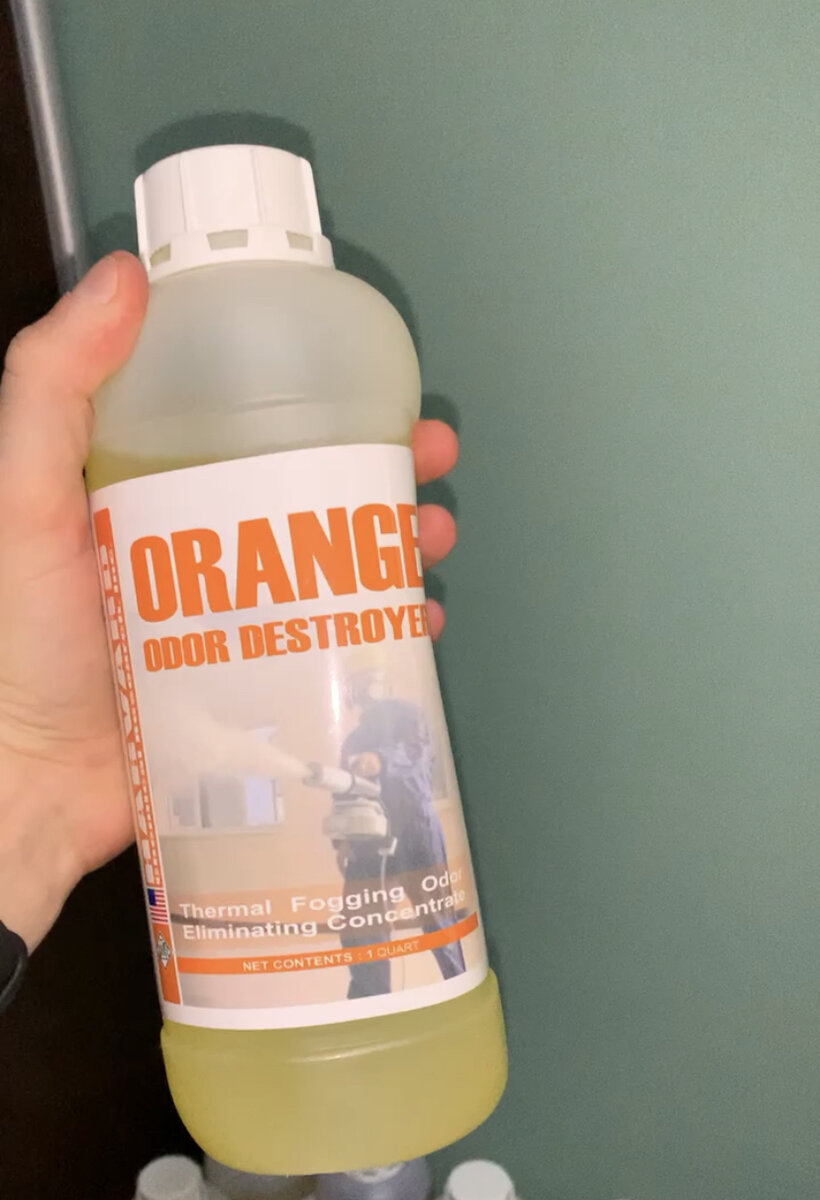 ORANGE
ODOR DESTROYER
Thermal Fogging Odor
Eliminating Concentrate
NET CONTENTS : 1 QUART